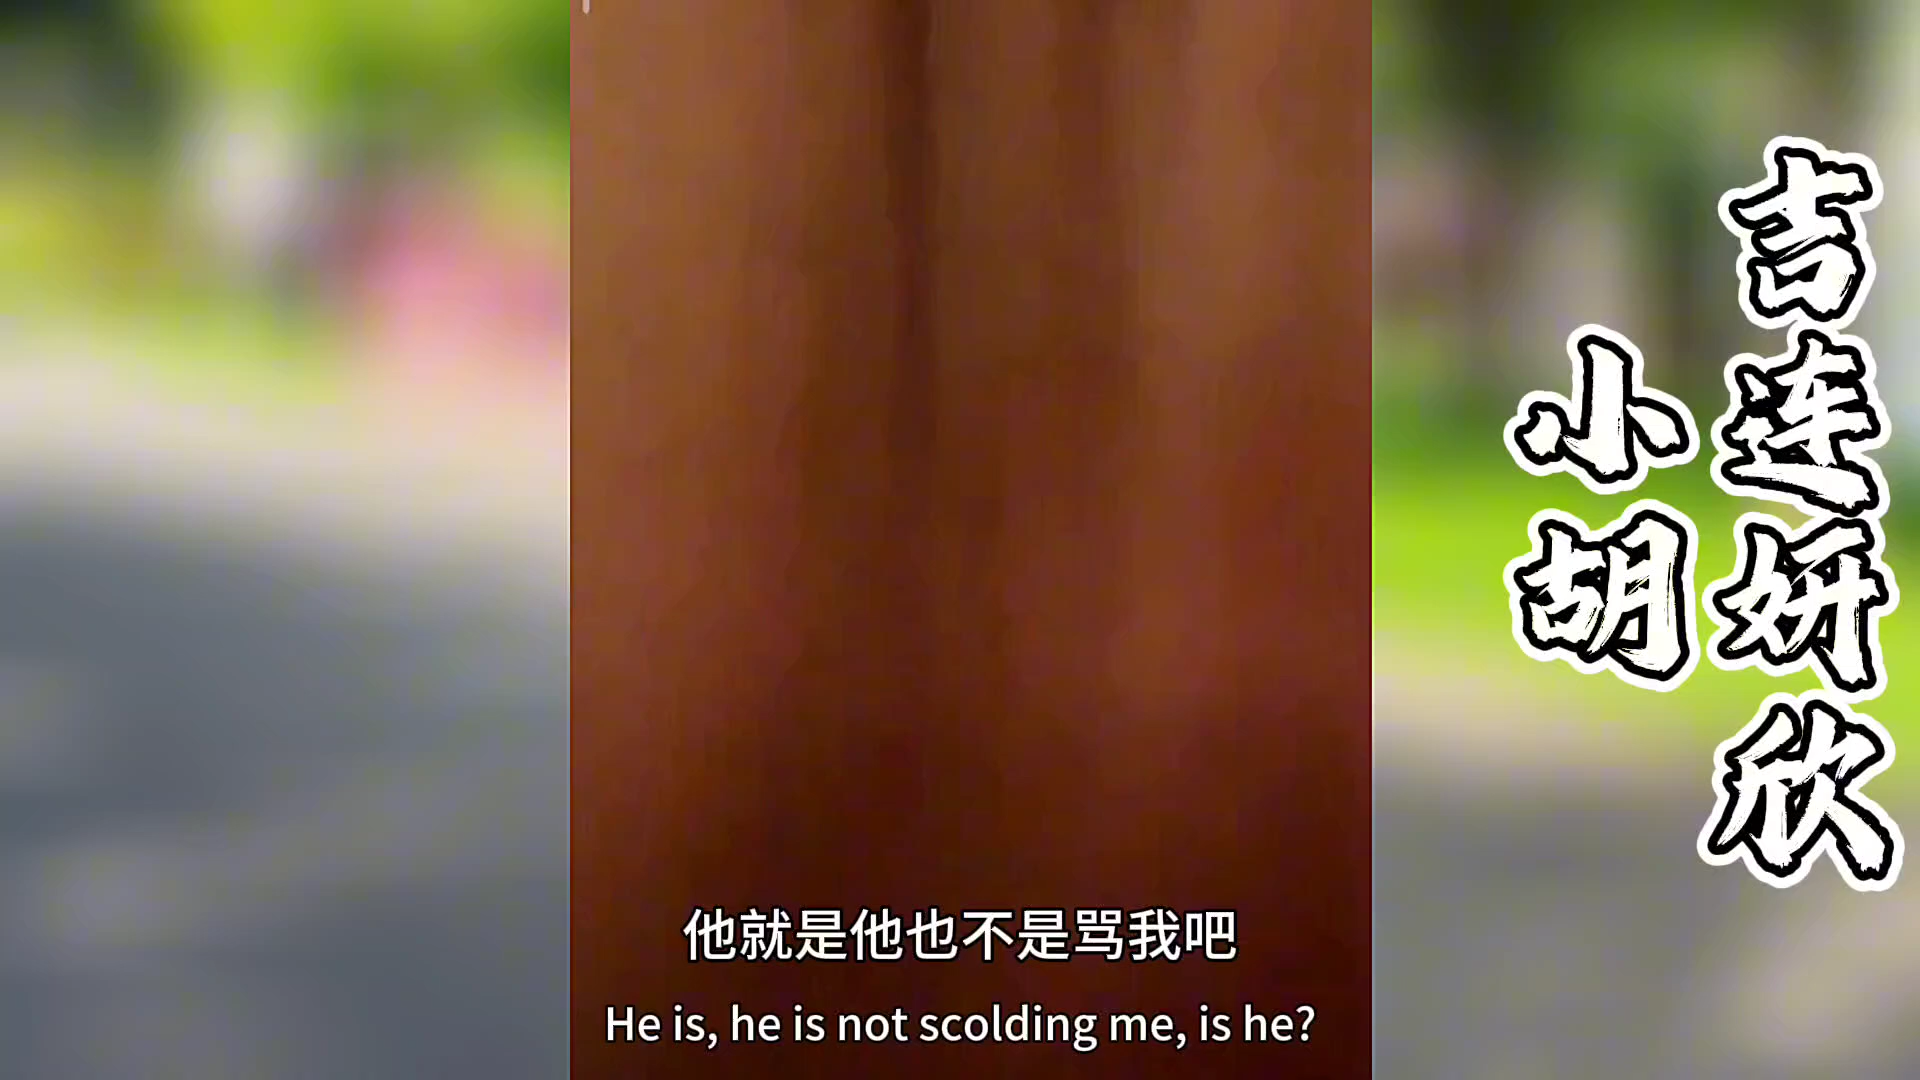 吉连妍欣
小胡
他就是他也不是骂我吧
He is, he is not scolding me, is he?